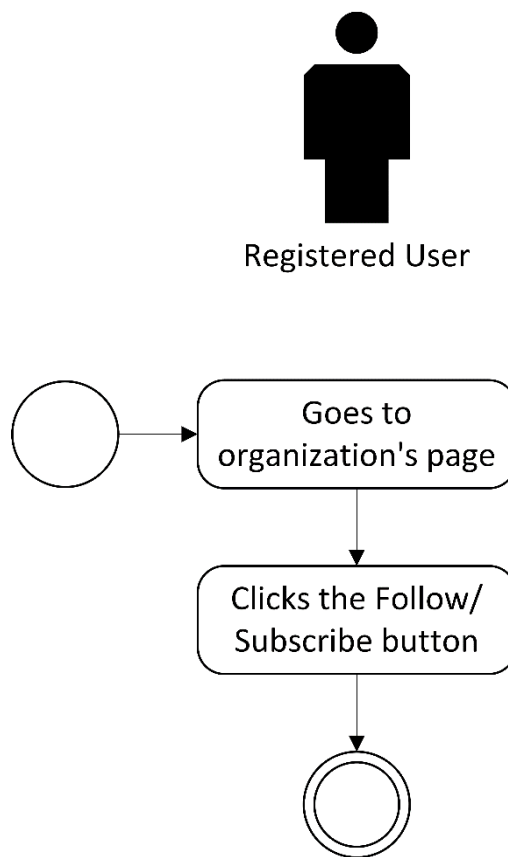 Registered User
Goes to
organization's page
Clicks the Follow/
Subscribe button